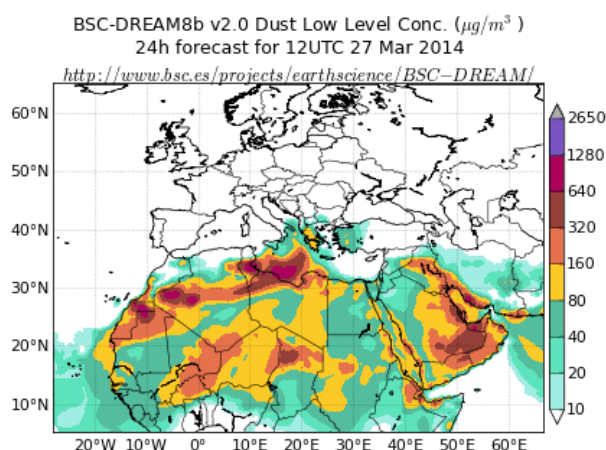 BSC-DREAM8b v2.0 Dust Low Level Conc. (μg/m³ )
24h forecast for 12UTC 27 Mar 2014
http://www.bsc.es/projects/earthscience/BSC−DREAM/
60°N
50°N
40°N
30°N
20°N
10°N
20°W 10°W 0° 10°E 20°E 30°E 40°E 50°E 60°E
2650
1280
640
320
160
80
40
20
10